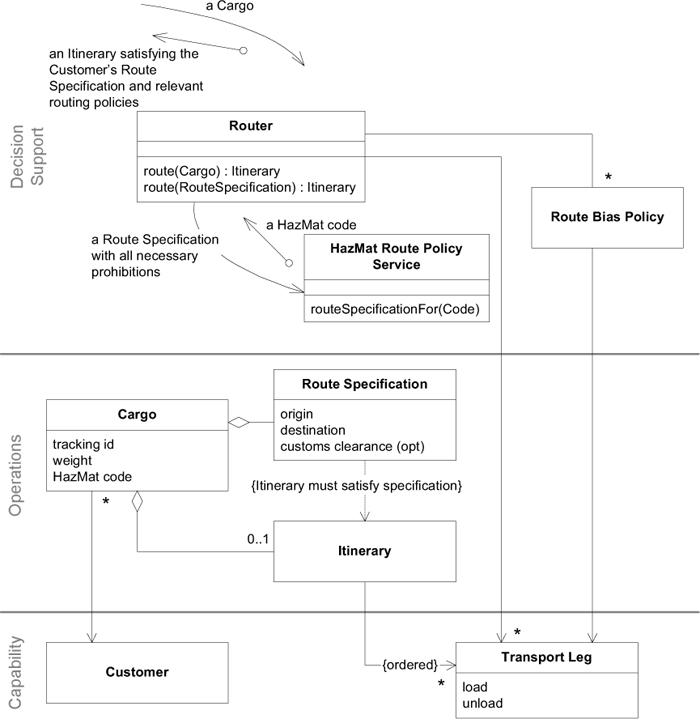 a Cargo
an Itinerary satisfying the
Customer's Route
Specification and relevant
routing policies
Decision
Support
Router
route(Cargo) : Itinerary
route(RouteSpecification) : Itinerary
*
Route Bias Policy
a HazMat code
a Route Specification
with all necessary
prohibitions
HazMat Route Policy
Service
routeSpecificationFor(Code)
Operations
Route Specification
origin
destination
customs clearance (opt)
Cargo
tracking id
weight
HazMat code
{Itinerary must satisfy specification}
*
0..1
Itinerary
Capability
Customer
*
{ordered}
*
Transport Leg
load
unload